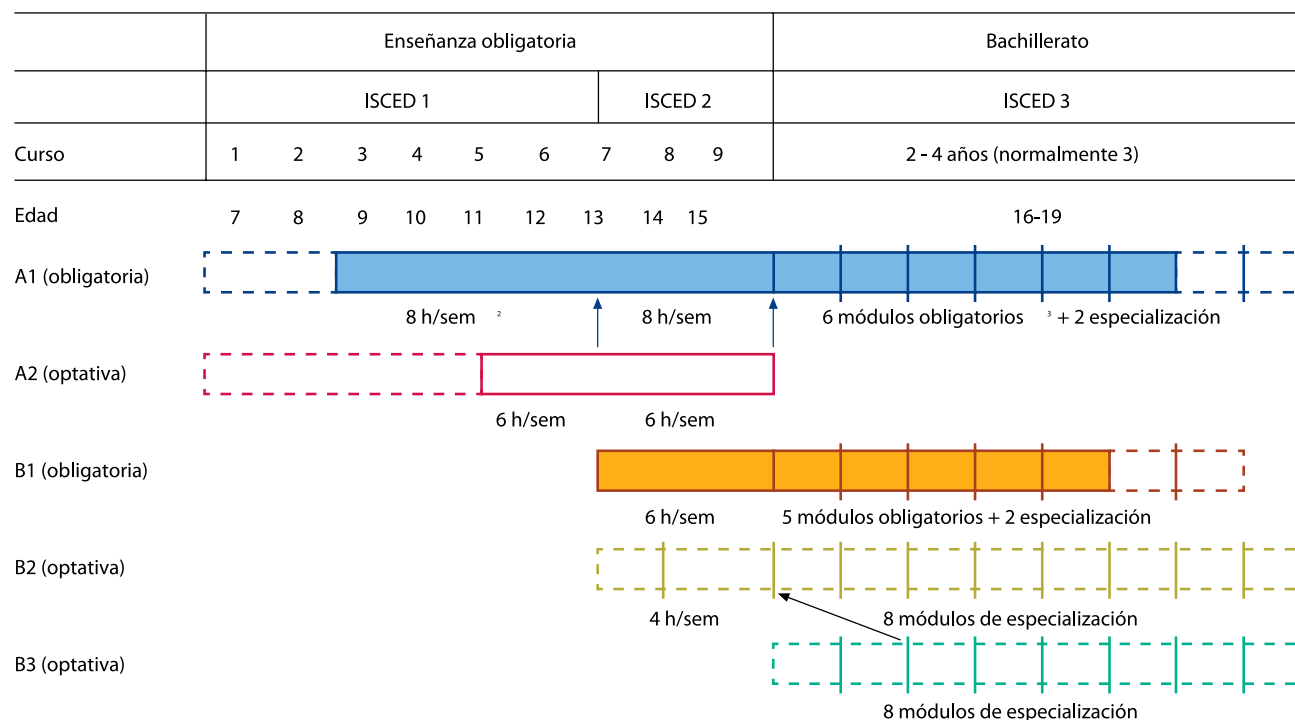 Enseñanza obligatoria Bachillerato
ISCED 1 ISCED 2 ISCED 3
Curso 1 2 3 4 5 6 7 8 9 2 - 4 años (normalmente 3)
Edad 7 8 9 10 11 12 13 14 15 16-19
A1 (obligatoria)
8 h/sem 2 8 h/sem 6 módulos obligatorios 3 + 2 especialización
A2 (optativa)
6 h/sem 6 h/sem
B1 (obligatoria)
6 h/sem 5 módulos obligatorios + 2 especialización
B2 (optativa)
4 h/sem 8 módulos de especialización
B3 (optativa)
8 módulos de especialización